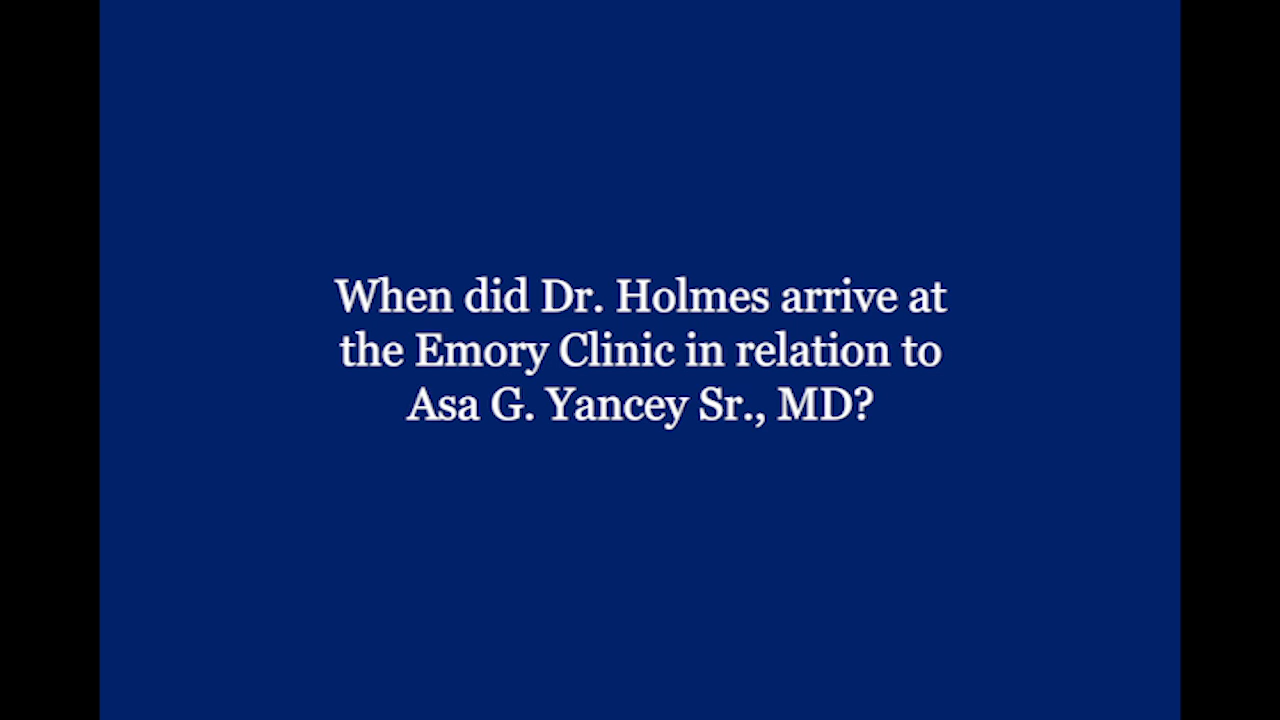 When did Dr. Holmes arrive at
the Emory Clinic in relation to
Asa G. Yancey Sr., MD?